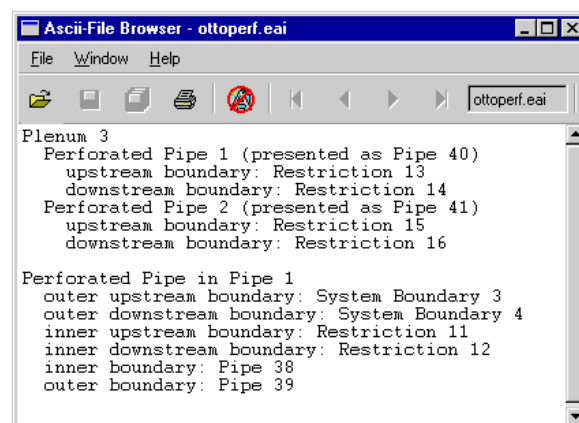 Ascii-File Browser - ottoperf.eai
File Window Help
ottoperf.eai
Plenum 3
Perforated Pipe 1 (presented as Pipe 40)
upstream boundary: Restriction 13
downstream boundary: Restriction 14
Perforated Pipe 2 (presented as Pipe 41)
upstream boundary: Restriction 15
downstream boundary: Restriction 16
Perforated Pipe in Pipe 1
outer upstream boundary: System Boundary 3
outer downstream boundary: System Boundary 4
inner upstream boundary: Restriction 11
inner downstream boundary: Restriction 12
inner boundary: Pipe 38
outer boundary: Pipe 39